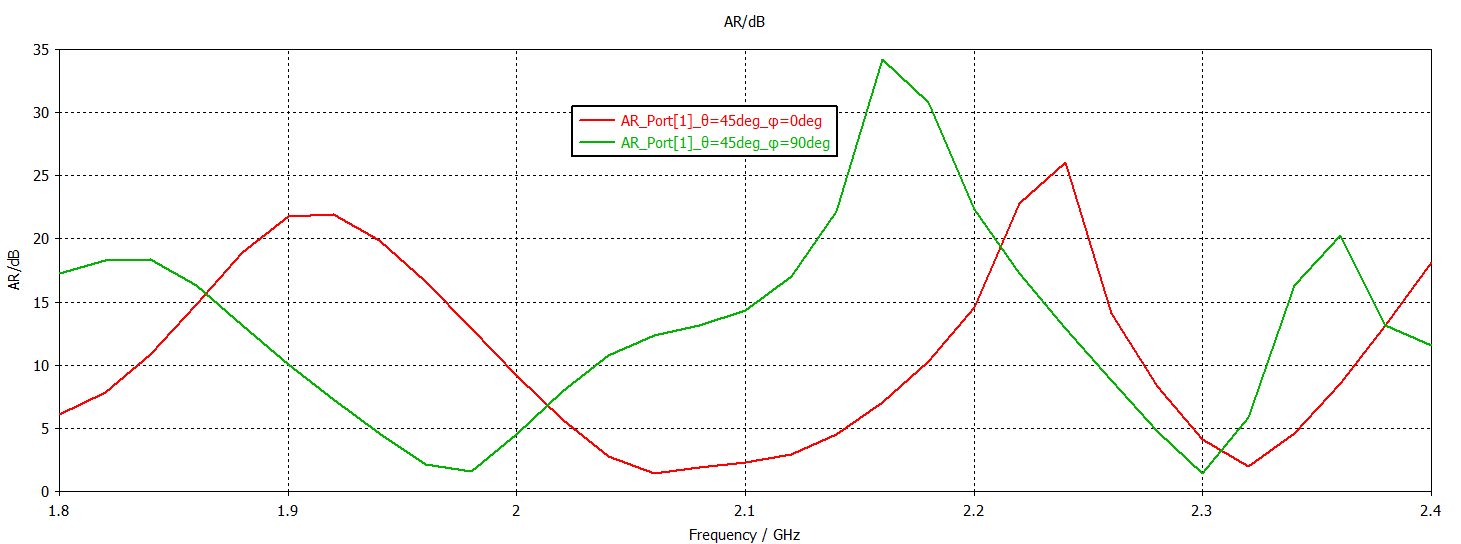 AR/dB
35
30
25
20
15
10
5
0
AR/dB
AR_Port[1]_θ=45deg_φ=0deg
AR_Port[1]_θ=45deg_φ=90deg
1.8 1.9 2 2.1 2.2 2.3 2.4
Frequency / GHz